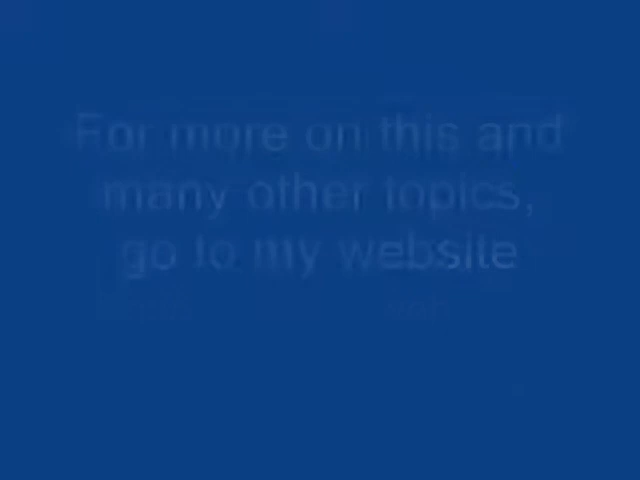 For more on this and
many other topics,
go to my website